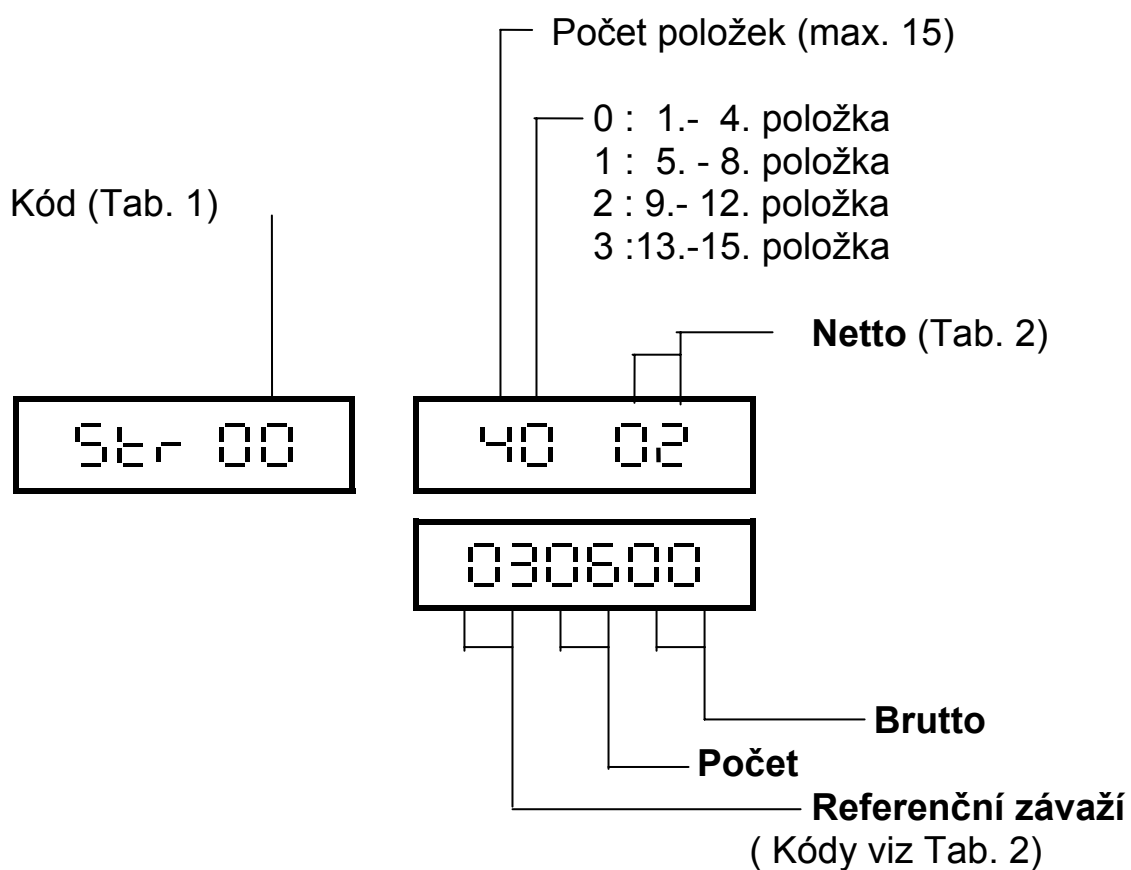 Počet položek (max. 15)
0 : 1.- 4. položka
1 : 5. - 8. položka
2 : 9.- 12. položka
3 :13.-15. položka
Kód (Tab. 1)
Netto (Tab. 2)
Str 00
40 02
030600
Brutto
Počet
Referenční závaží
( Kódy viz Tab. 2)